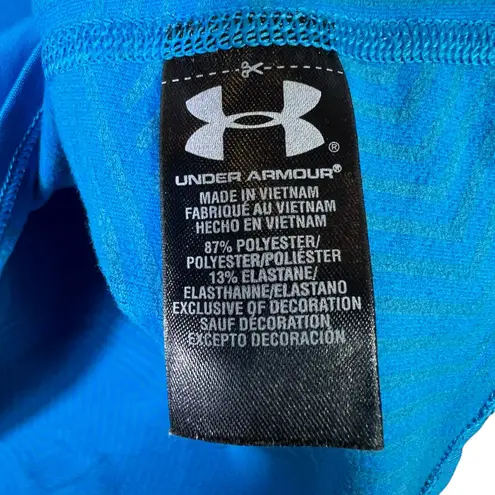 UNDER ARMOUR®
MADE IN VIETNAM
FABRIQUÉ AU VIETNAM
HECHO EN VIETNAM
87% POLYESTER/
POLYESTER/POLIÉSTER
13% ELASTANE/
ELASTHANNE/ELASTANO
EXCLUSIVE OF DECORATION
SAUF DÉCORATION
EXCEPTO DECORACIÓN